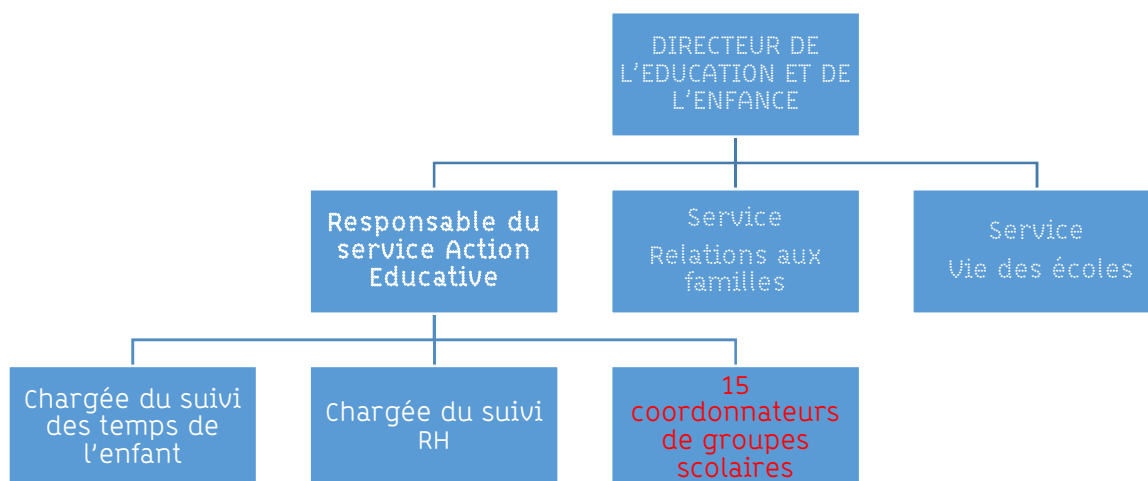 DIRECTEUR DE
L'EDUCATION ET DE
L'ENFANCE
Responsable du
service Action
Educative
Service
Relations aux
familles
Service
Vie des écoles
Chargée du suivi
des temps de
l'enfant
Chargée du suivi
RH
15
coordonnateurs
de groupes
scolaires